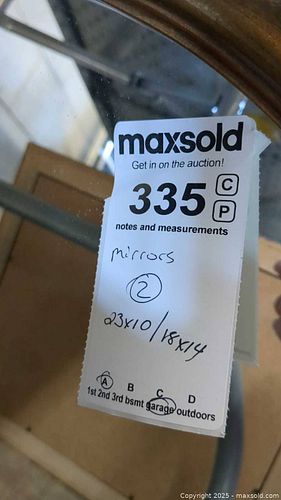 maxsold
Get in on the auction!
335 C
P
notes and measurements
mirrors
2
23x10/18x14
A B C D
1st 2nd 3rd bsmt garage outdoors
Copyright 2025 - maxsold.com